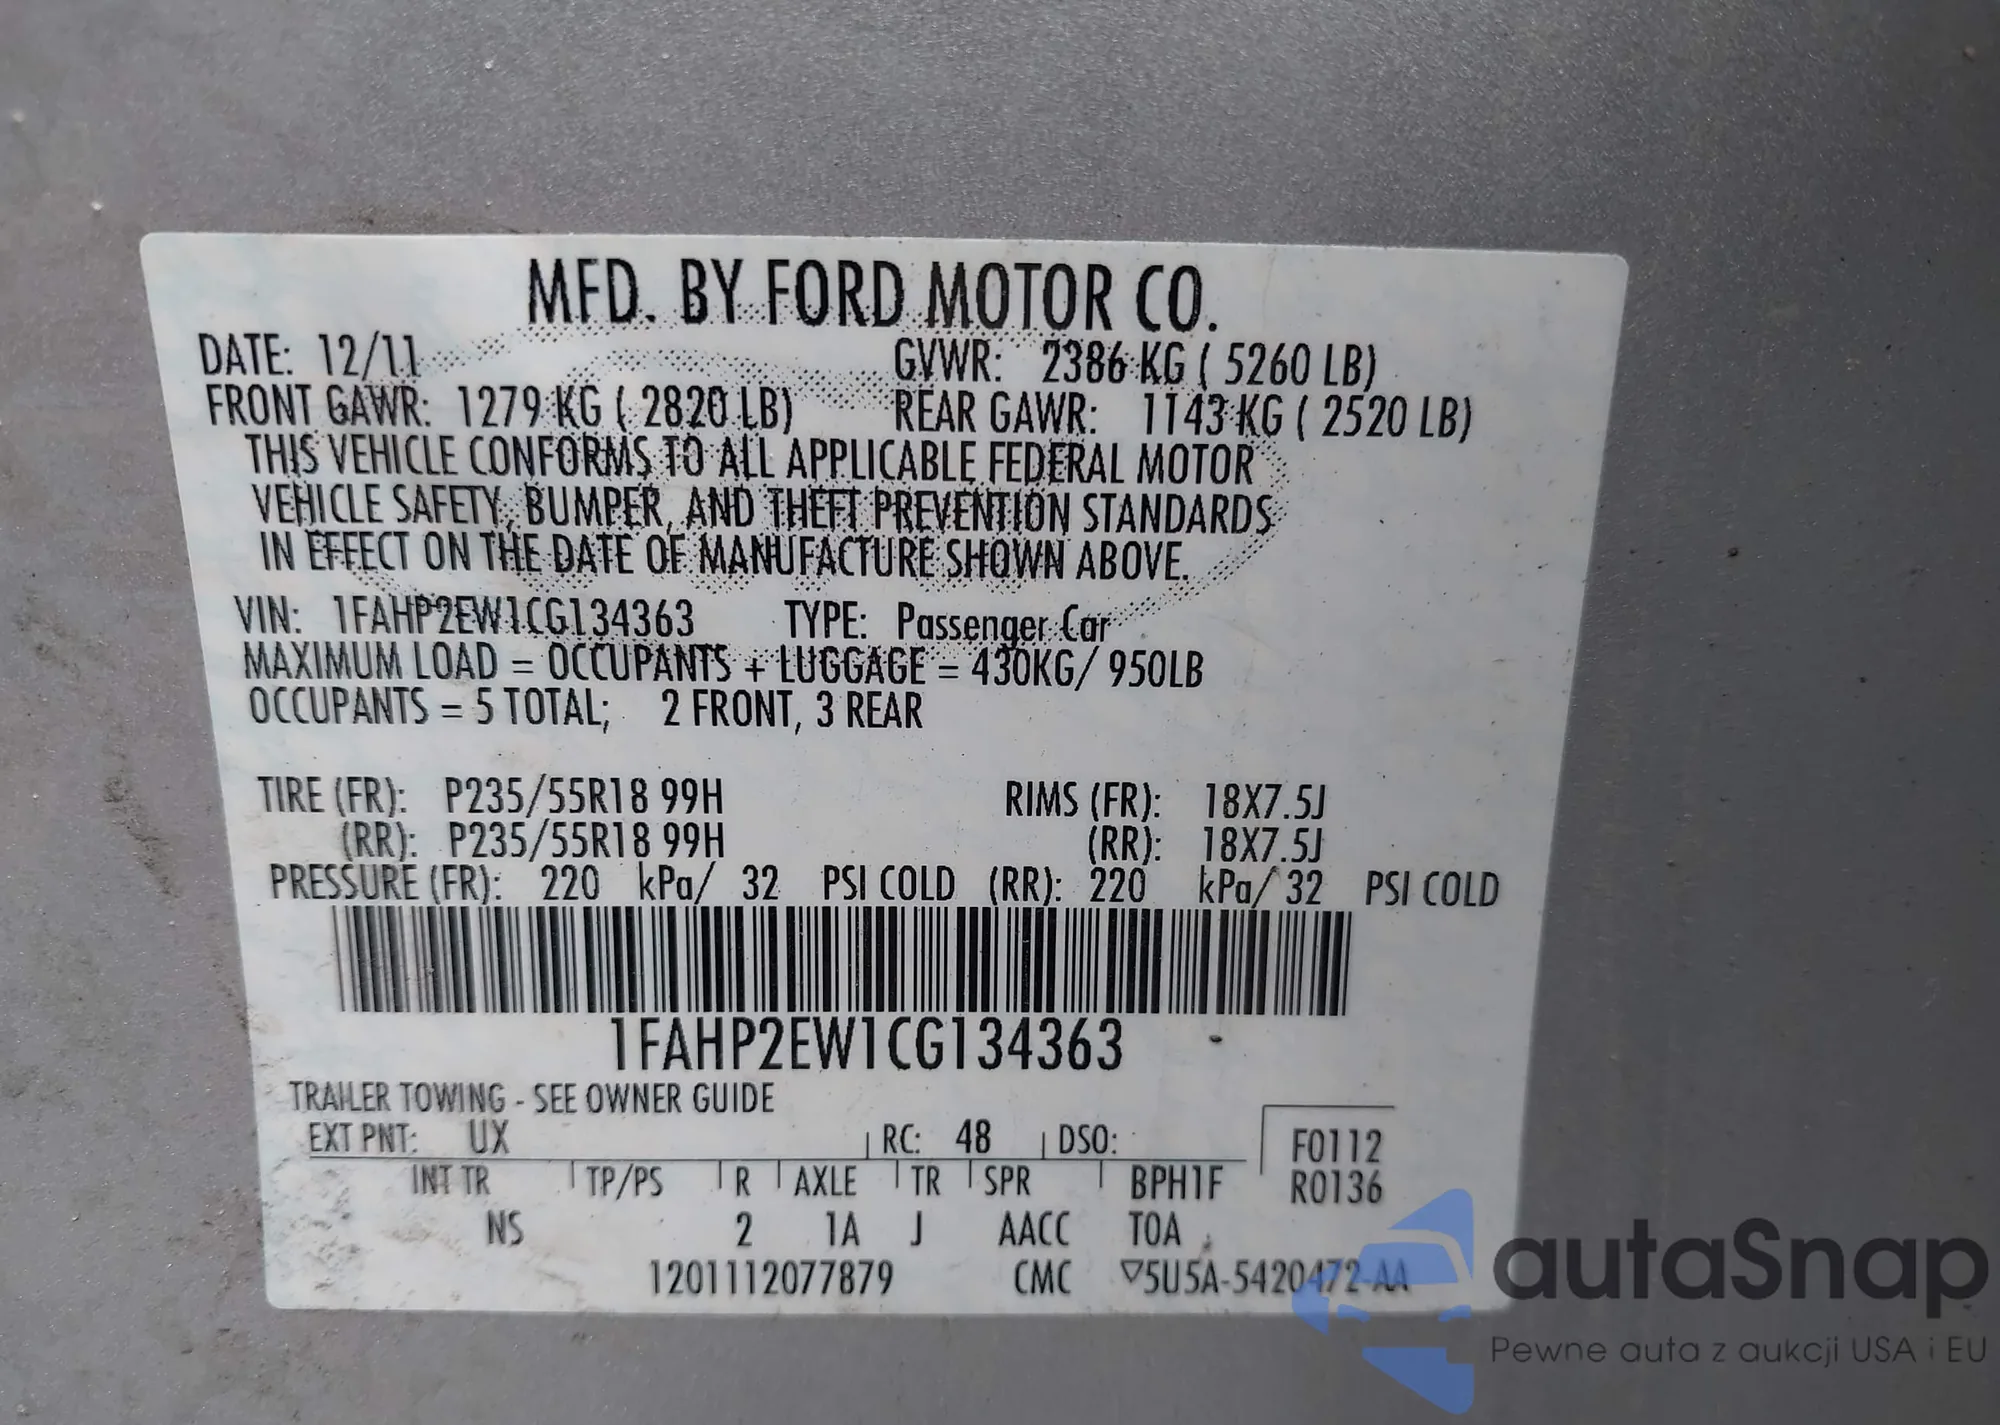 MFD. BY FORD MOTOR CO.
DATE: 12/11 GVWR: 2386 KG ( 5260 LB)
FRONT GAWR: 1279 KG ( 2820 LB) REAR GAWR: 1143 KG ( 2520 LB)
THIS VEHICLE CONFORMS TO ALL APPLICABLE FEDERAL MOTOR
VEHICLE SAFETY, BUMPER, AND THEFT PREVENTION STANDARDS
IN EFFECT ON THE DATE OF MANUFACTURE SHOWN ABOVE.
VIN: 1FAHP2EW1CG134363 TYPE: Passenger Car
MAXIMUM LOAD = OCCUPANTS + LUGGAGE = 430KG/ 950LB
OCCUPANTS = 5 TOTAL; 2 FRONT, 3 REAR
TIRE (FR): P235/55R18 99H RIMS (FR): 18X7.5J
(RR): P235/55R18 99H (RR): 18X7.5J
PRESSURE (FR): 220 kPa/ 32 PSI COLD (RR): 220 kPa/ 32 PSI COLD
1FAHP2EW1CG134363
TRAILER TOWING - SEE OWNER GUIDE
EXT PNT: UX RC: 48 DSO: F0112
INT TR TP/PS R AXLE TR SPR BPH1F R0136
NS 2 1A J AACC TOA
1201112077879 CMC ▽5U5A-5420472-AA
autaSnap
Pewne auta z aukcji USA i EU